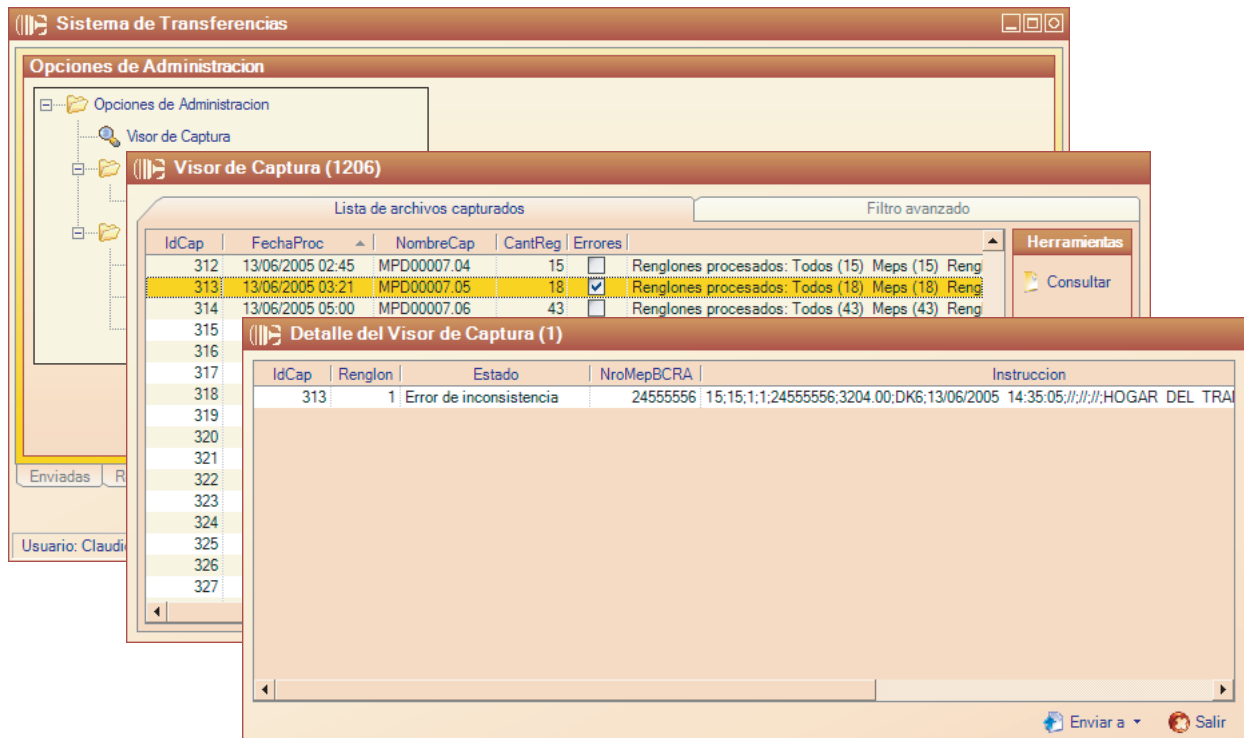 Sistema de Transferencias
Opciones de Administracion
Opciones de Administracion
Visor de Captura
Visor de Captura (1206)
Lista de archivos capturados Filtro avanzado
IdCap FechaProc NombreCap CantReg Errores Herramientas
312 13/06/2005 02:45 MPD00007.04 15 Renglones procesados: Todos (15) Meps (15) Rengl
313 13/06/2005 03:21 MPD00007.05 18 Renglones procesados: Todos (18) Meps (18) Reng
Consultar
314 13/06/2005 05:00 MPD00007.06 43 Renglones procesados: Todos (43) Meps (43) Rengl
315
316
317
318
319
320
321
322
323
324
325
326
327
Detalle del Visor de Captura (1)
IdCap Renglon Estado NroMepBCRA Instruccion
313 1 Error de inconsistencia 24555556 15;15;1;1;24555556;3204.00;DK6;13/06/2005 14:35:05;//;//;//;HOGAR DEL TRA
Enviadas R
Usuario: Claudi
Enviar a Salir